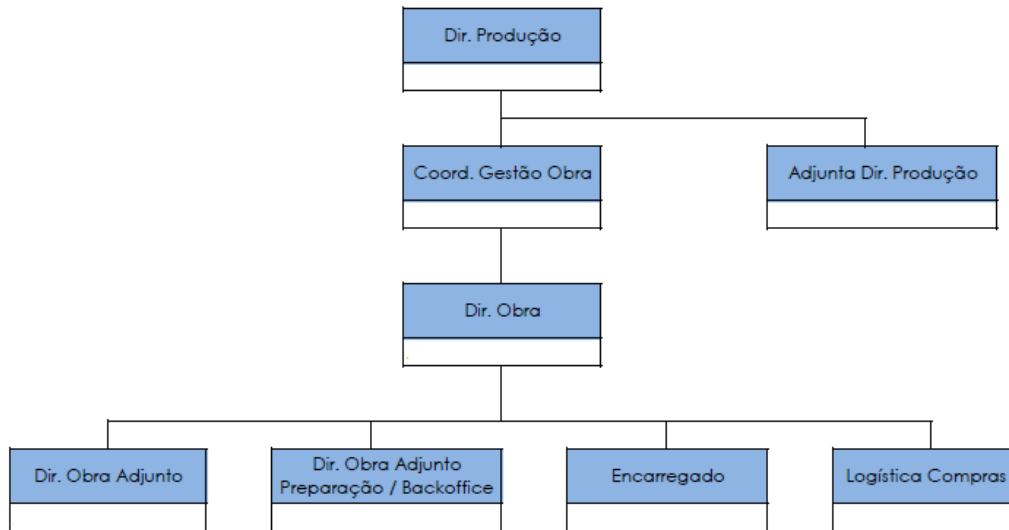 Dir. Produção
Coord. Gestão Obra
Adjunta Dir. Produção
Dir. Obra
Dir. Obra Adjunto
Dir. Obra Adjunto
Preparação / Backoffice
Encarregado
Logística Compras